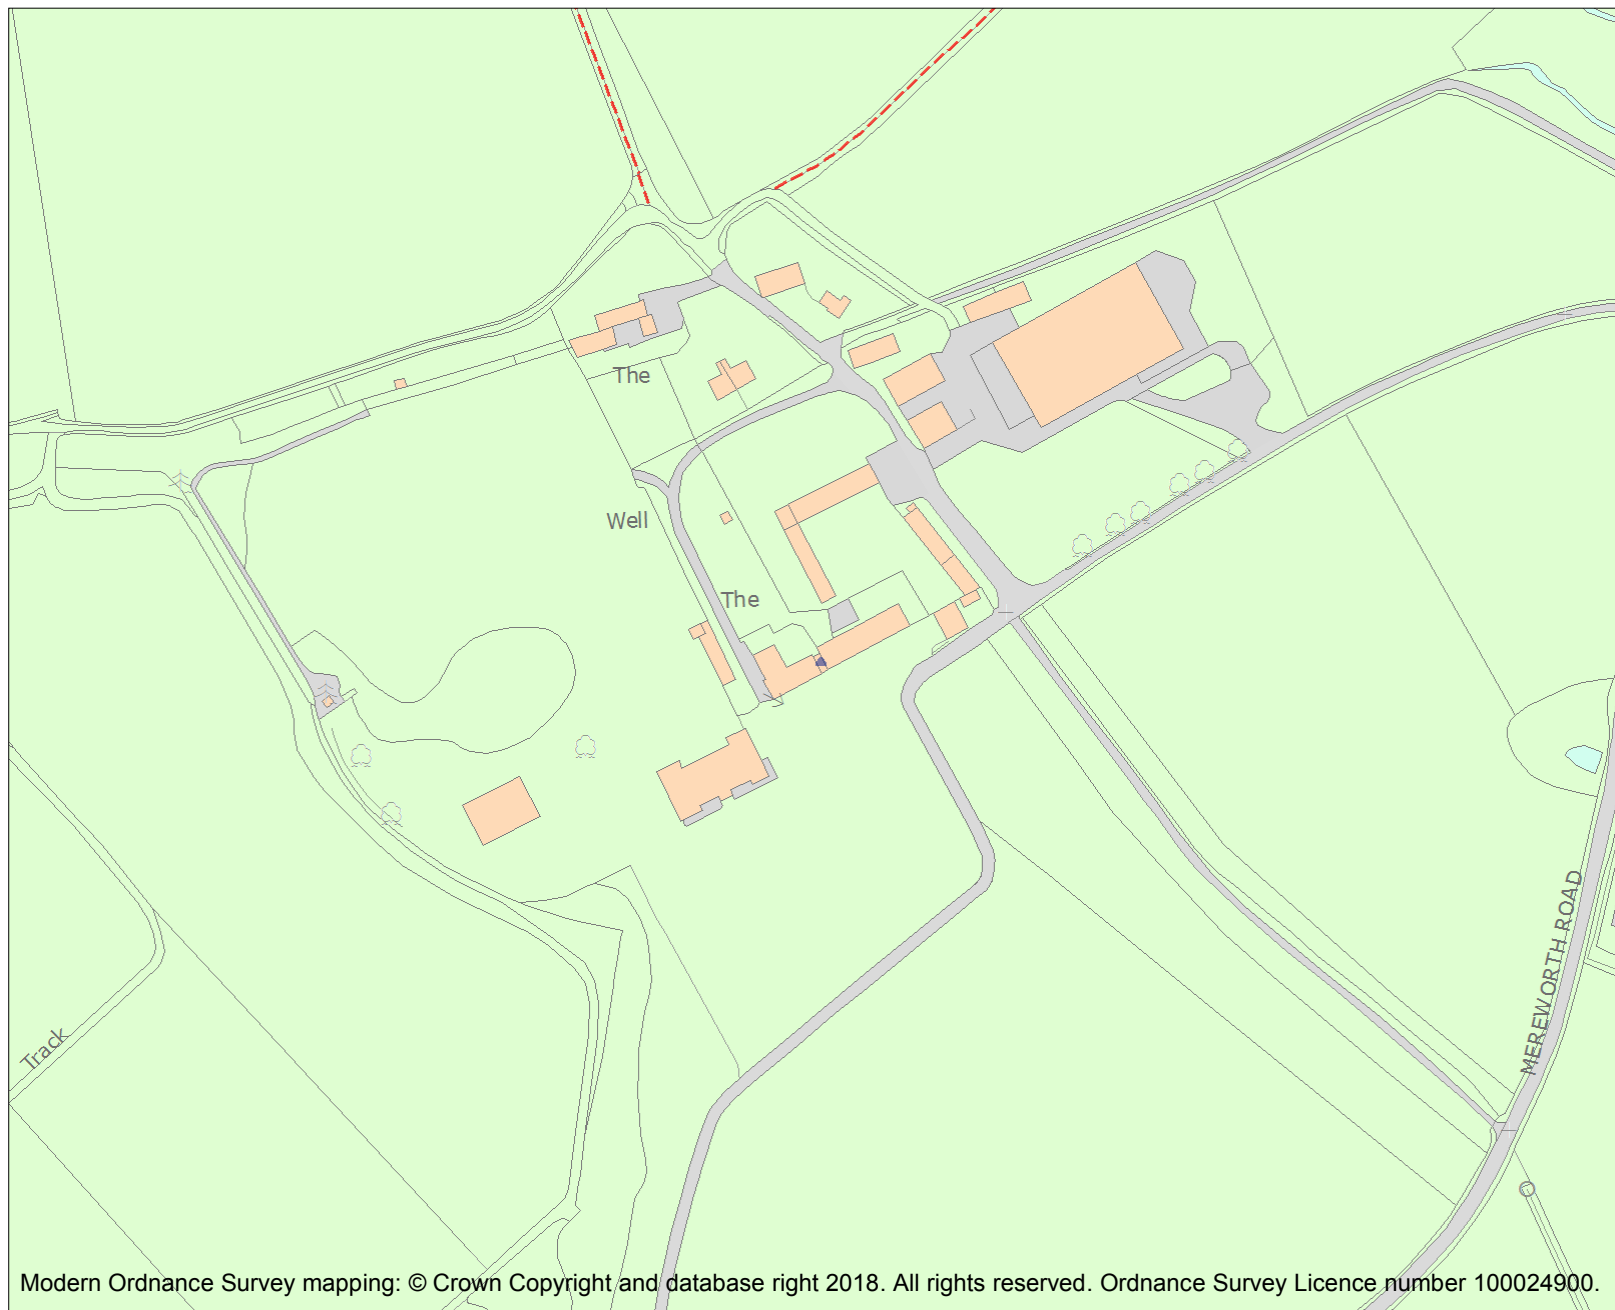 The
Well
The
MEREWORTH ROAD
Track
Modern Ordnance Survey mapping: © Crown Copyright and database right 2018. All rights reserved. Ordnance Survey Licence number 100024900.